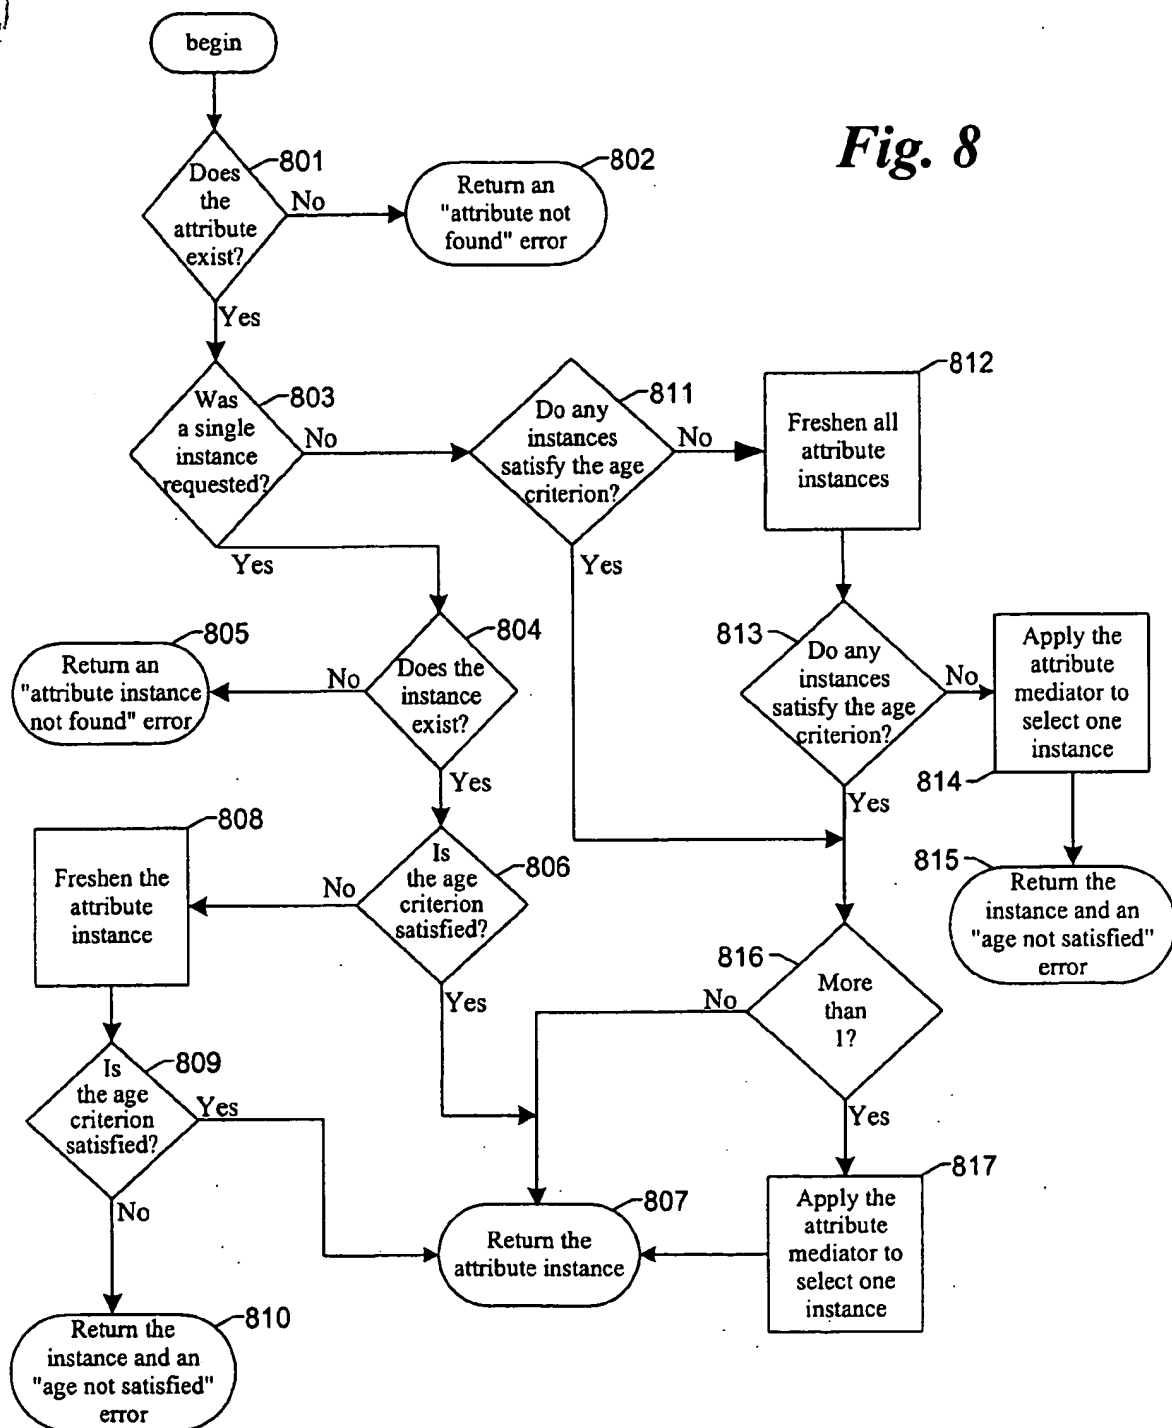 begin
Fig. 8
801
Does
the
attribute
exist?
No
802
Return an
"attribute not
found" error
Yes
803
Was
a single
instance
requested?
No
811
Do any
instances
satisfy the age
criterion?
No
812
Freshen all
attribute
instances
Yes
Yes
805
Return an
"attribute instance
not found" error
No
804
Does the
instance
exist?
813
Do any
instances
satisfy the age
criterion?
No
Apply the
attribute
mediator to
select one
instance
814
Yes
Yes
808
Freshen the
attribute
instance
No
Is
the age
criterion
satisfied?
806
815
Return the
instance and an
"age not satisfied"
error
Yes
816
More
than
1?
No
Yes
809
Is
the age
criterion
satisfied?
Yes
No
807
Return the
attribute instance
817
Apply the
attribute
mediator to
select one
instance
810
Return the
instance and an
"age not satisfied"
error